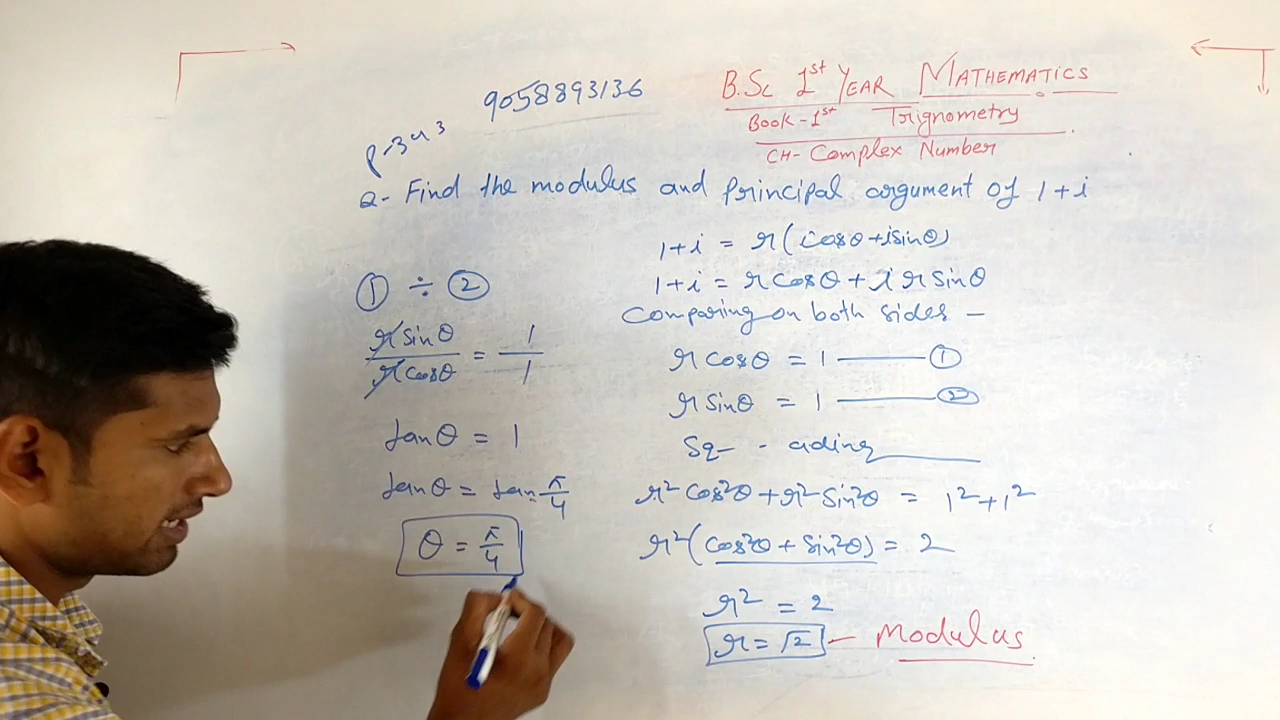 9058893136
B.Sc 1st YEAR MATHEMATICS
Book - 1st Trignometry
CH- Complex Number
P-343
Q- Find the modulus and principal argument of 1+i
1+i = r(cosθ+isinθ)
1+i = r cosθ + i r sinθ
Comparing on both sides -
r cosθ = 1 —— ①
r sinθ = 1 —— ②
Sq- - ading
r² cos²θ + r² sin²θ = 1² + 1²
r²(cos²θ + sin²θ) = 2
r² = 2
r = √2 - Modulus
① ÷ ②
r sinθ / r cosθ = 1 / 1
tanθ = 1
tanθ = tan π/4
θ = π/4